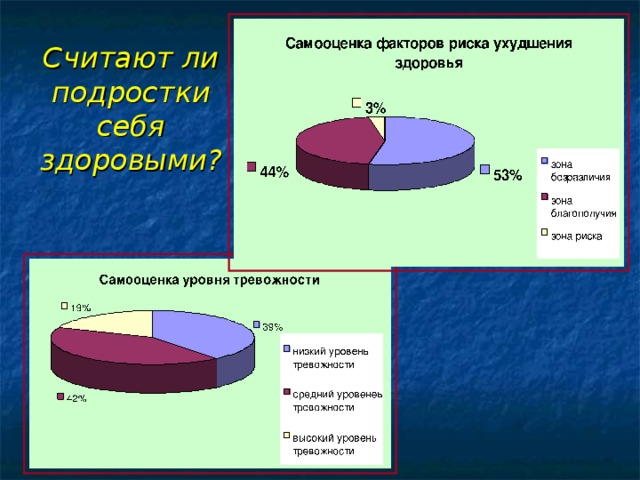 Считают ли
подростки
себя
здоровыми?
Самооценка факторов риска ухудшения
здоровья
3%
44%
53%
зона
безразличия
зона
благополучия
зона риска
Самооценка уровня тревожности
19%
39%
42%
низкий уровень
тревожности
средний уровень
тревожности
высокий уровень
тревожности